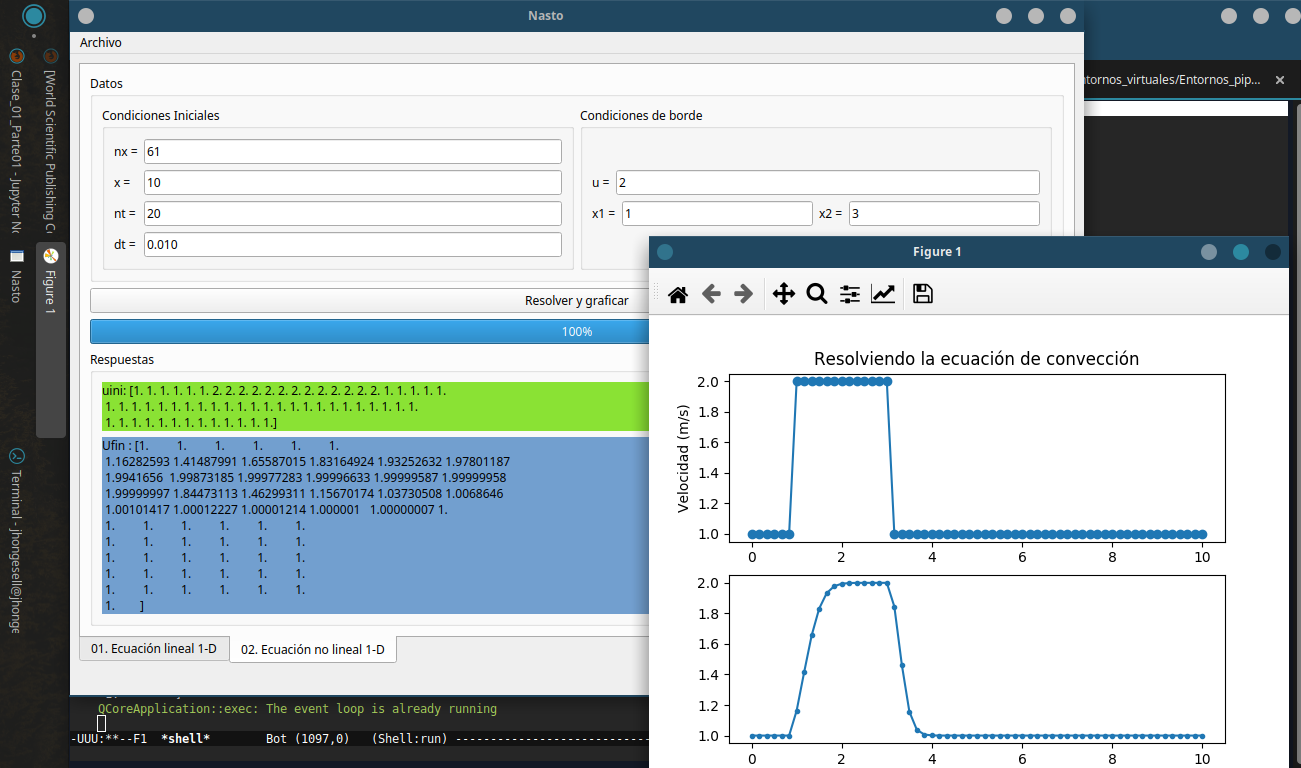 Nasto
Archivo
ntornos_virtuales/Entornos_pip...
Clase_01_Parte01 - Jupyter No
[World Scientific Publishing Co
Nasto
Figure 1
Terminal - jhongesell@jhonge
Datos
Condiciones Iniciales
nx = 61
x = 10
nt = 20
dt = 0.010
Condiciones de borde
u = 2
x1 = 1 x2 = 3
Resolver y graficar
100%
Respuestas
uini: [1. 1. 1. 1. 1. 1. 2. 2. 2. 2. 2. 2. 2. 2. 2. 2. 2. 2. 2. 1. 1. 1. 1. 1.
1. 1. 1. 1. 1. 1. 1. 1. 1. 1. 1. 1. 1. 1. 1. 1. 1. 1. 1. 1. 1. 1. 1. 1.
1. 1. 1. 1. 1. 1. 1. 1. 1. 1. 1. 1. 1.]
Ufin : [1. 1. 1. 1. 1. 1.
1.16282593 1.41487991 1.65587015 1.83164924 1.93252632 1.97801187
1.9941656 1.99873185 1.99977283 1.99996633 1.99999587 1.99999958
1.99999997 1.84473113 1.46299311 1.15670174 1.03730508 1.0068646
1.00101417 1.00012227 1.00001214 1.000001 1.00000007 1.
1. 1. 1. 1. 1. 1.
1. 1. 1. 1. 1. 1.
1. 1. 1. 1. 1. 1.
1. 1. 1. 1. 1. 1.
1. 1. 1. 1. 1. 1.
1. ]
01. Ecuación lineal 1-D
02. Ecuación no lineal 1-D
QCoreApplication::exec: The event loop is already running
-UUU:**--F1 *shell* Bot (1097,0) (Shell:run) ----------------------------
Figure 1
Resolviendo la ecuación de convección
Velocidad (m/s)
2.0
1.8
1.6
1.4
1.2
1.0
0 2 4 6 8 10
2.0
1.8
1.6
1.4
1.2
1.0
0 2 4 6 8 10